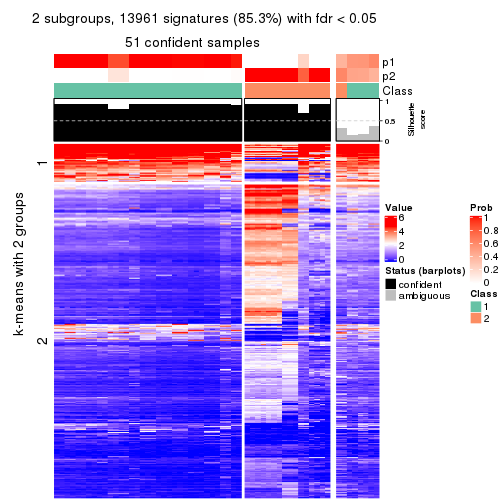 2 subgroups, 13961 signatures (85.3%) with fdr < 0.05
51 confident samples
p1
p2
Class
1
0.5
0
Silhouette
score
k-means with 2 groups
1
2
Value
6
4
2
0
Status (barplots)
confident
ambiguous
Prob
1
0.8
0.6
0.4
0.2
0
Class
1
2